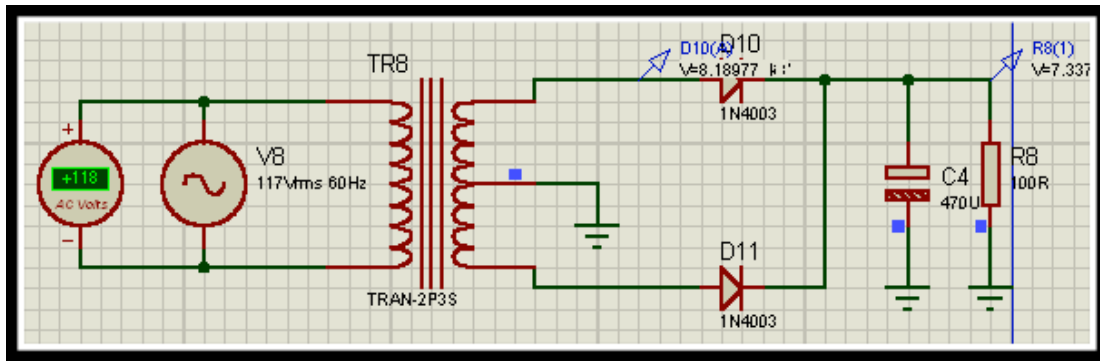 TR8
D10(A)
D10
V=8.18977
1N4003
R8(1)
V=7.337
+
+118
AC Volts
−
V8
117Vrms 60Hz
TRAN-2P3S
D11
1N4003
C4
470U
R8
100R